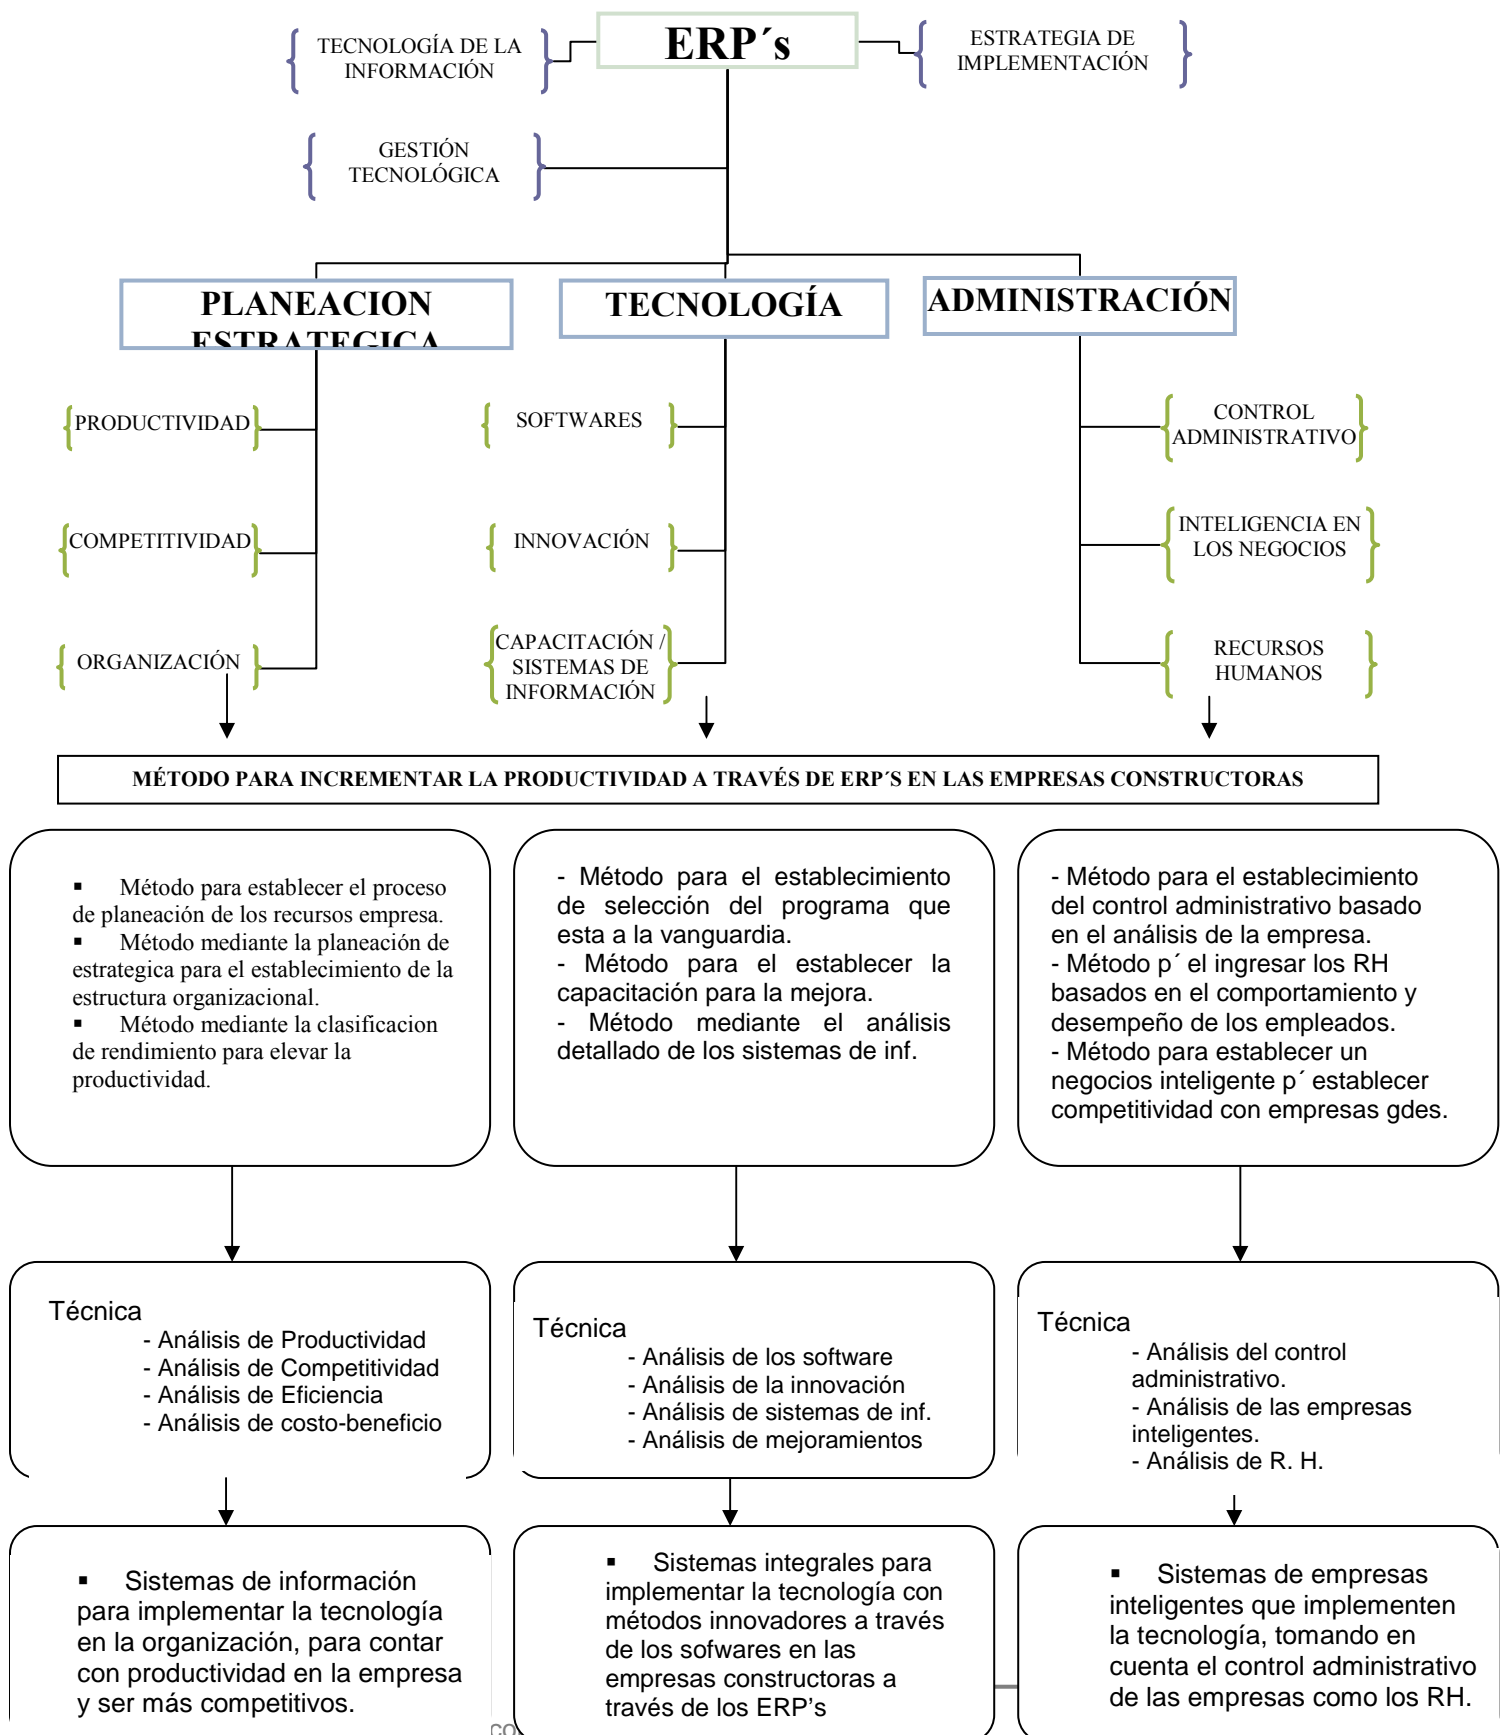 ERP´s
TECNOLOGÍA DE LA
INFORMACIÓN
ESTRATEGIA DE
IMPLEMENTACIÓN
GESTIÓN
TECNOLÓGICA
PLANEACION
ESTRATEGICA
TECNOLOGÍA
ADMINISTRACIÓN
PRODUCTIVIDAD
SOFTWARES
CONTROL
ADMINISTRATIVO
COMPETITIVIDAD
INNOVACIÓN
INTELIGENCIA EN
LOS NEGOCIOS
ORGANIZACIÓN
CAPACITACIÓN /
SISTEMAS DE
INFORMACIÓN
RECURSOS
HUMANOS
MÉTODO PARA INCREMENTAR LA PRODUCTIVIDAD A TRAVÉS DE ERP´S EN LAS EMPRESAS CONSTRUCTORAS
▪ Método para establecer el proceso
de planeación de los recursos empresa.
▪ Método mediante la planeación de
estrategica para el establecimiento de la
estructura organizacional.
▪ Método mediante la clasificacion
de rendimiento para elevar la
productividad.
- Método para el establecimiento
de selección del programa que
esta a la vanguardia.
- Método para el establecer la
capacitación para la mejora.
- Método mediante el análisis
detallado de los sistemas de inf.
- Método para el establecimiento
del control administrativo basado
en el análisis de la empresa.
- Método p´ el ingresar los RH
basados en el comportamiento y
desempeño de los empleados.
- Método para establecer un
negocios inteligente p´ establecer
competitividad con empresas gdes.
Técnica
- Análisis de Productividad
- Análisis de Competitividad
- Análisis de Eficiencia
- Análisis de costo-beneficio
Técnica
- Análisis de los software
- Análisis de la innovación
- Análisis de sistemas de inf.
- Análisis de mejoramientos
Técnica
- Análisis del control
administrativo.
- Análisis de las empresas
inteligentes.
- Análisis de R. H.
▪ Sistemas de información
para implementar la tecnología
en la organización, para contar
con productividad en la empresa
y ser más competitivos.
▪ Sistemas integrales para
implementar la tecnología con
métodos innovadores a través
de los sofwares en las
empresas constructoras a
través de los ERP's
▪ Sistemas de empresas
inteligentes que implementen
la tecnología, tomando en
cuenta el control administrativo
de las empresas como los RH.